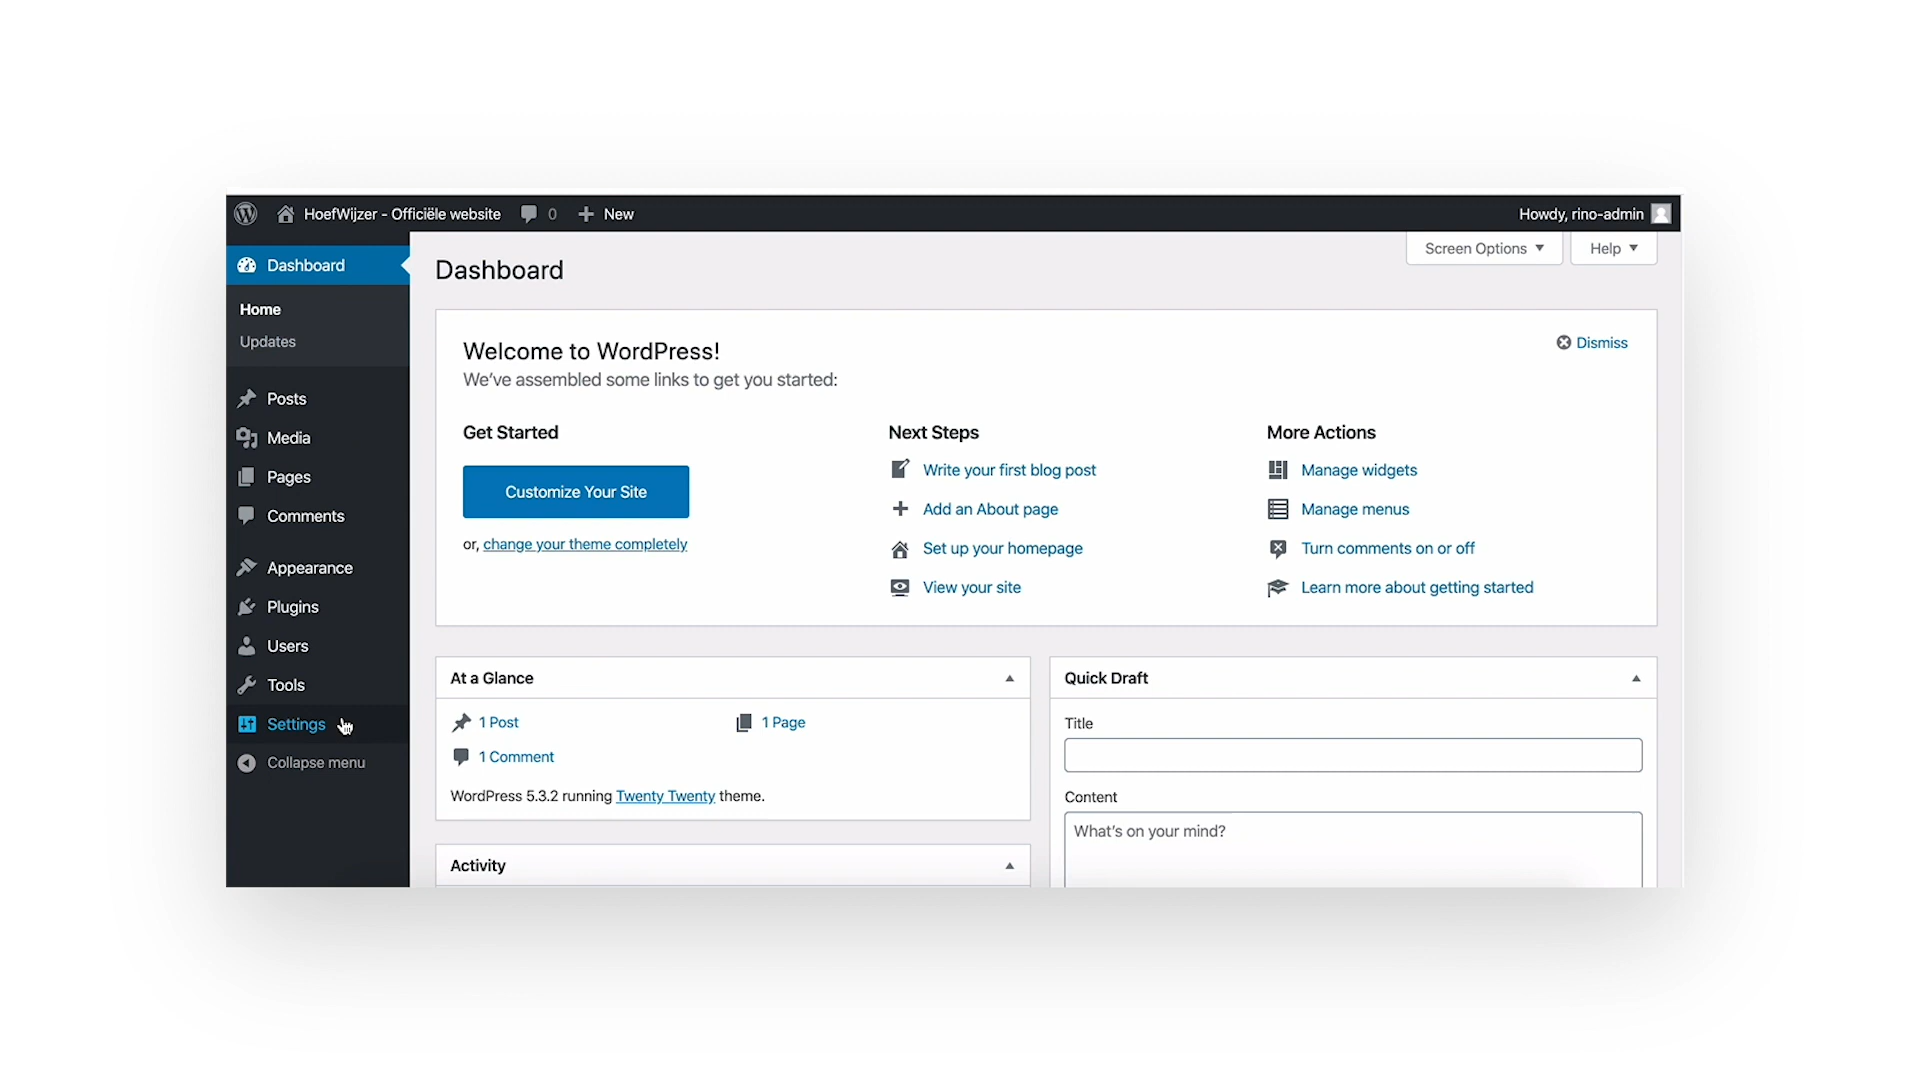 HoefWijzer - Officiële website
0
New
Howdy, rino-admin
Dashboard
Home
Updates
Posts
Media
Pages
Comments
Appearance
Plugins
Users
Tools
Settings
Collapse menu
Screen Options
Help
Dashboard
Welcome to WordPress!
We've assembled some links to get you started:
Dismiss
Get Started
Customize Your Site
or, change your theme completely
Next Steps
Write your first blog post
Add an About page
Set up your homepage
View your site
More Actions
Manage widgets
Manage menus
Turn comments on or off
Learn more about getting started
At a Glance
1 Post
1 Page
1 Comment
WordPress 5.3.2 running Twenty Twenty theme.
Activity
Quick Draft
Title
Content
What's on your mind?